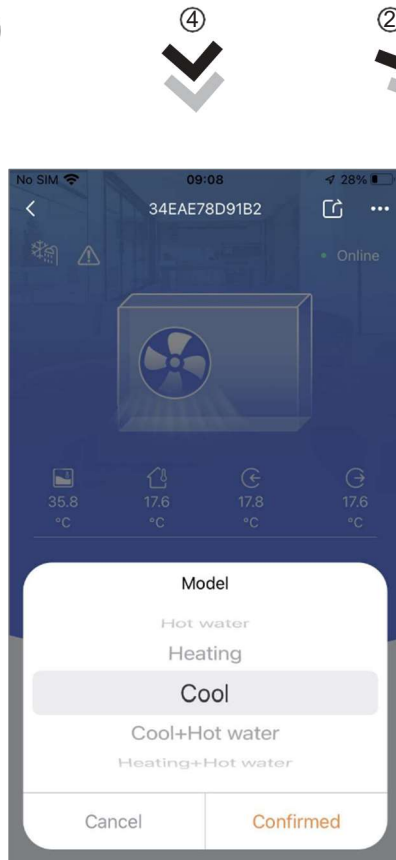 ④
②
No SIM 09:08 28%
34EAE78D91B2
Online
35.8 17.6 17.8 17.6
°C °C °C °C
Model
Hot water
Heating
Cool
Cool+Hot water
Heating+Hot water
Cancel Confirmed